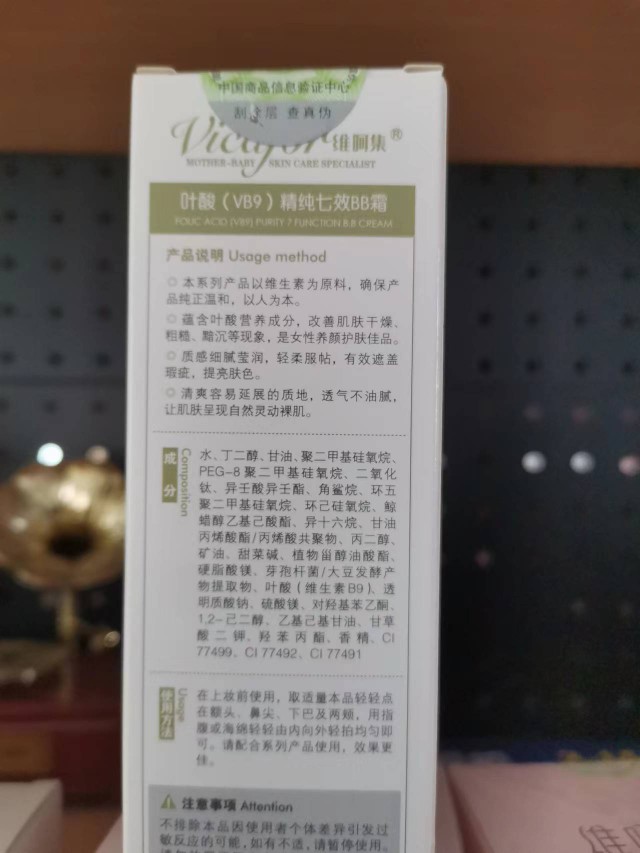 中国商品信息验证中心
刮涂层 查真伪
Vicafor 维呵集®
MOTHER-BABY SKIN CARE SPECIALIST
叶酸（VB9）精纯七效BB霜
FOLIC ACID (VB9) PURITY 7 FUNCTION B.B CREAM
产品说明 Usage method
◎ 本系列产品以维生素为原料，确保产
品纯正温和，以人为本。
◎ 蕴含叶酸营养成分，改善肌肤干燥、
粗糙、黯沉等现象，是女性养颜护肤佳品。
◎ 质感细腻莹润，轻柔服帖，有效遮盖
瑕疵，提亮肤色。
◎ 清爽容易延展的质地，透气不油腻，
让肌肤呈现自然灵动裸肌。
成分 Composition
水、丁二醇、甘油、聚二甲基硅氧烷、
PEG-8 聚二甲基硅氧烷、二氧化
钛、异壬酸异壬酯、角鲨烷、环五
聚二甲基硅氧烷、环己硅氧烷、鲸
蜡醇乙基己酸酯、异十六烷、甘油
丙烯酸酯/丙烯酸共聚物、丙二醇、
矿油、甜菜碱、植物甾醇油酸酯、
硬脂酸镁、芽孢杆菌/大豆发酵产
物提取物、叶酸（维生素B9）、透
明质酸钠、硫酸镁、对羟基苯乙酮、
1,2-己二醇、乙基己基甘油、甘草
酸二钾、羟苯丙酯、香精、CI
77499、CI 77492、CI 77491
使用方法 Usage
在上妆前使用，取适量本品轻轻点
在额头、鼻尖、下巴及两颊，用指
腹或海绵轻轻由内向外轻拍均匀即
可。请配合系列产品使用，效果更
佳。
注意事项 Attention
不排除本品因使用者个体差异引发过
敏反应的可能，如有不适，请暂停使用。